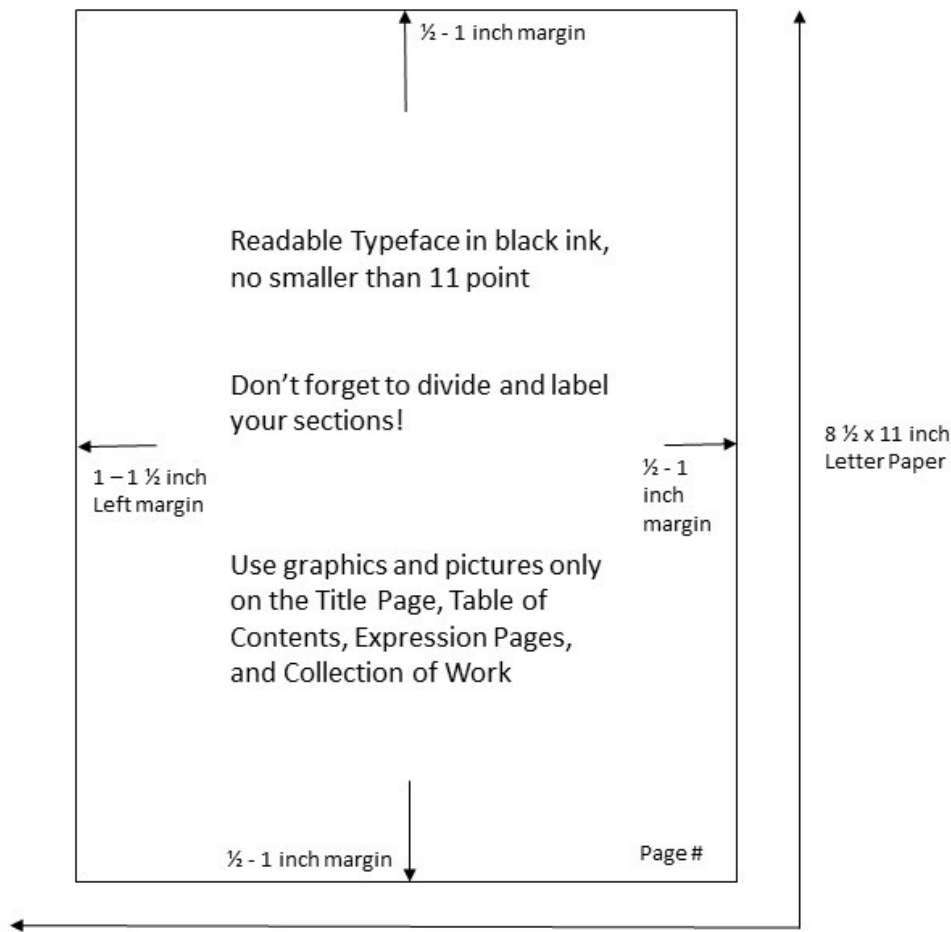 ½ - 1 inch margin
Readable Typeface in black ink,
no smaller than 11 point
Don’t forget to divide and label
your sections!
8 ½ x 11 inch
Letter Paper
1 – 1 ½ inch
Left margin
½ - 1
inch
margin
Use graphics and pictures only
on the Title Page, Table of
Contents, Expression Pages,
and Collection of Work
½ - 1 inch margin
Page #